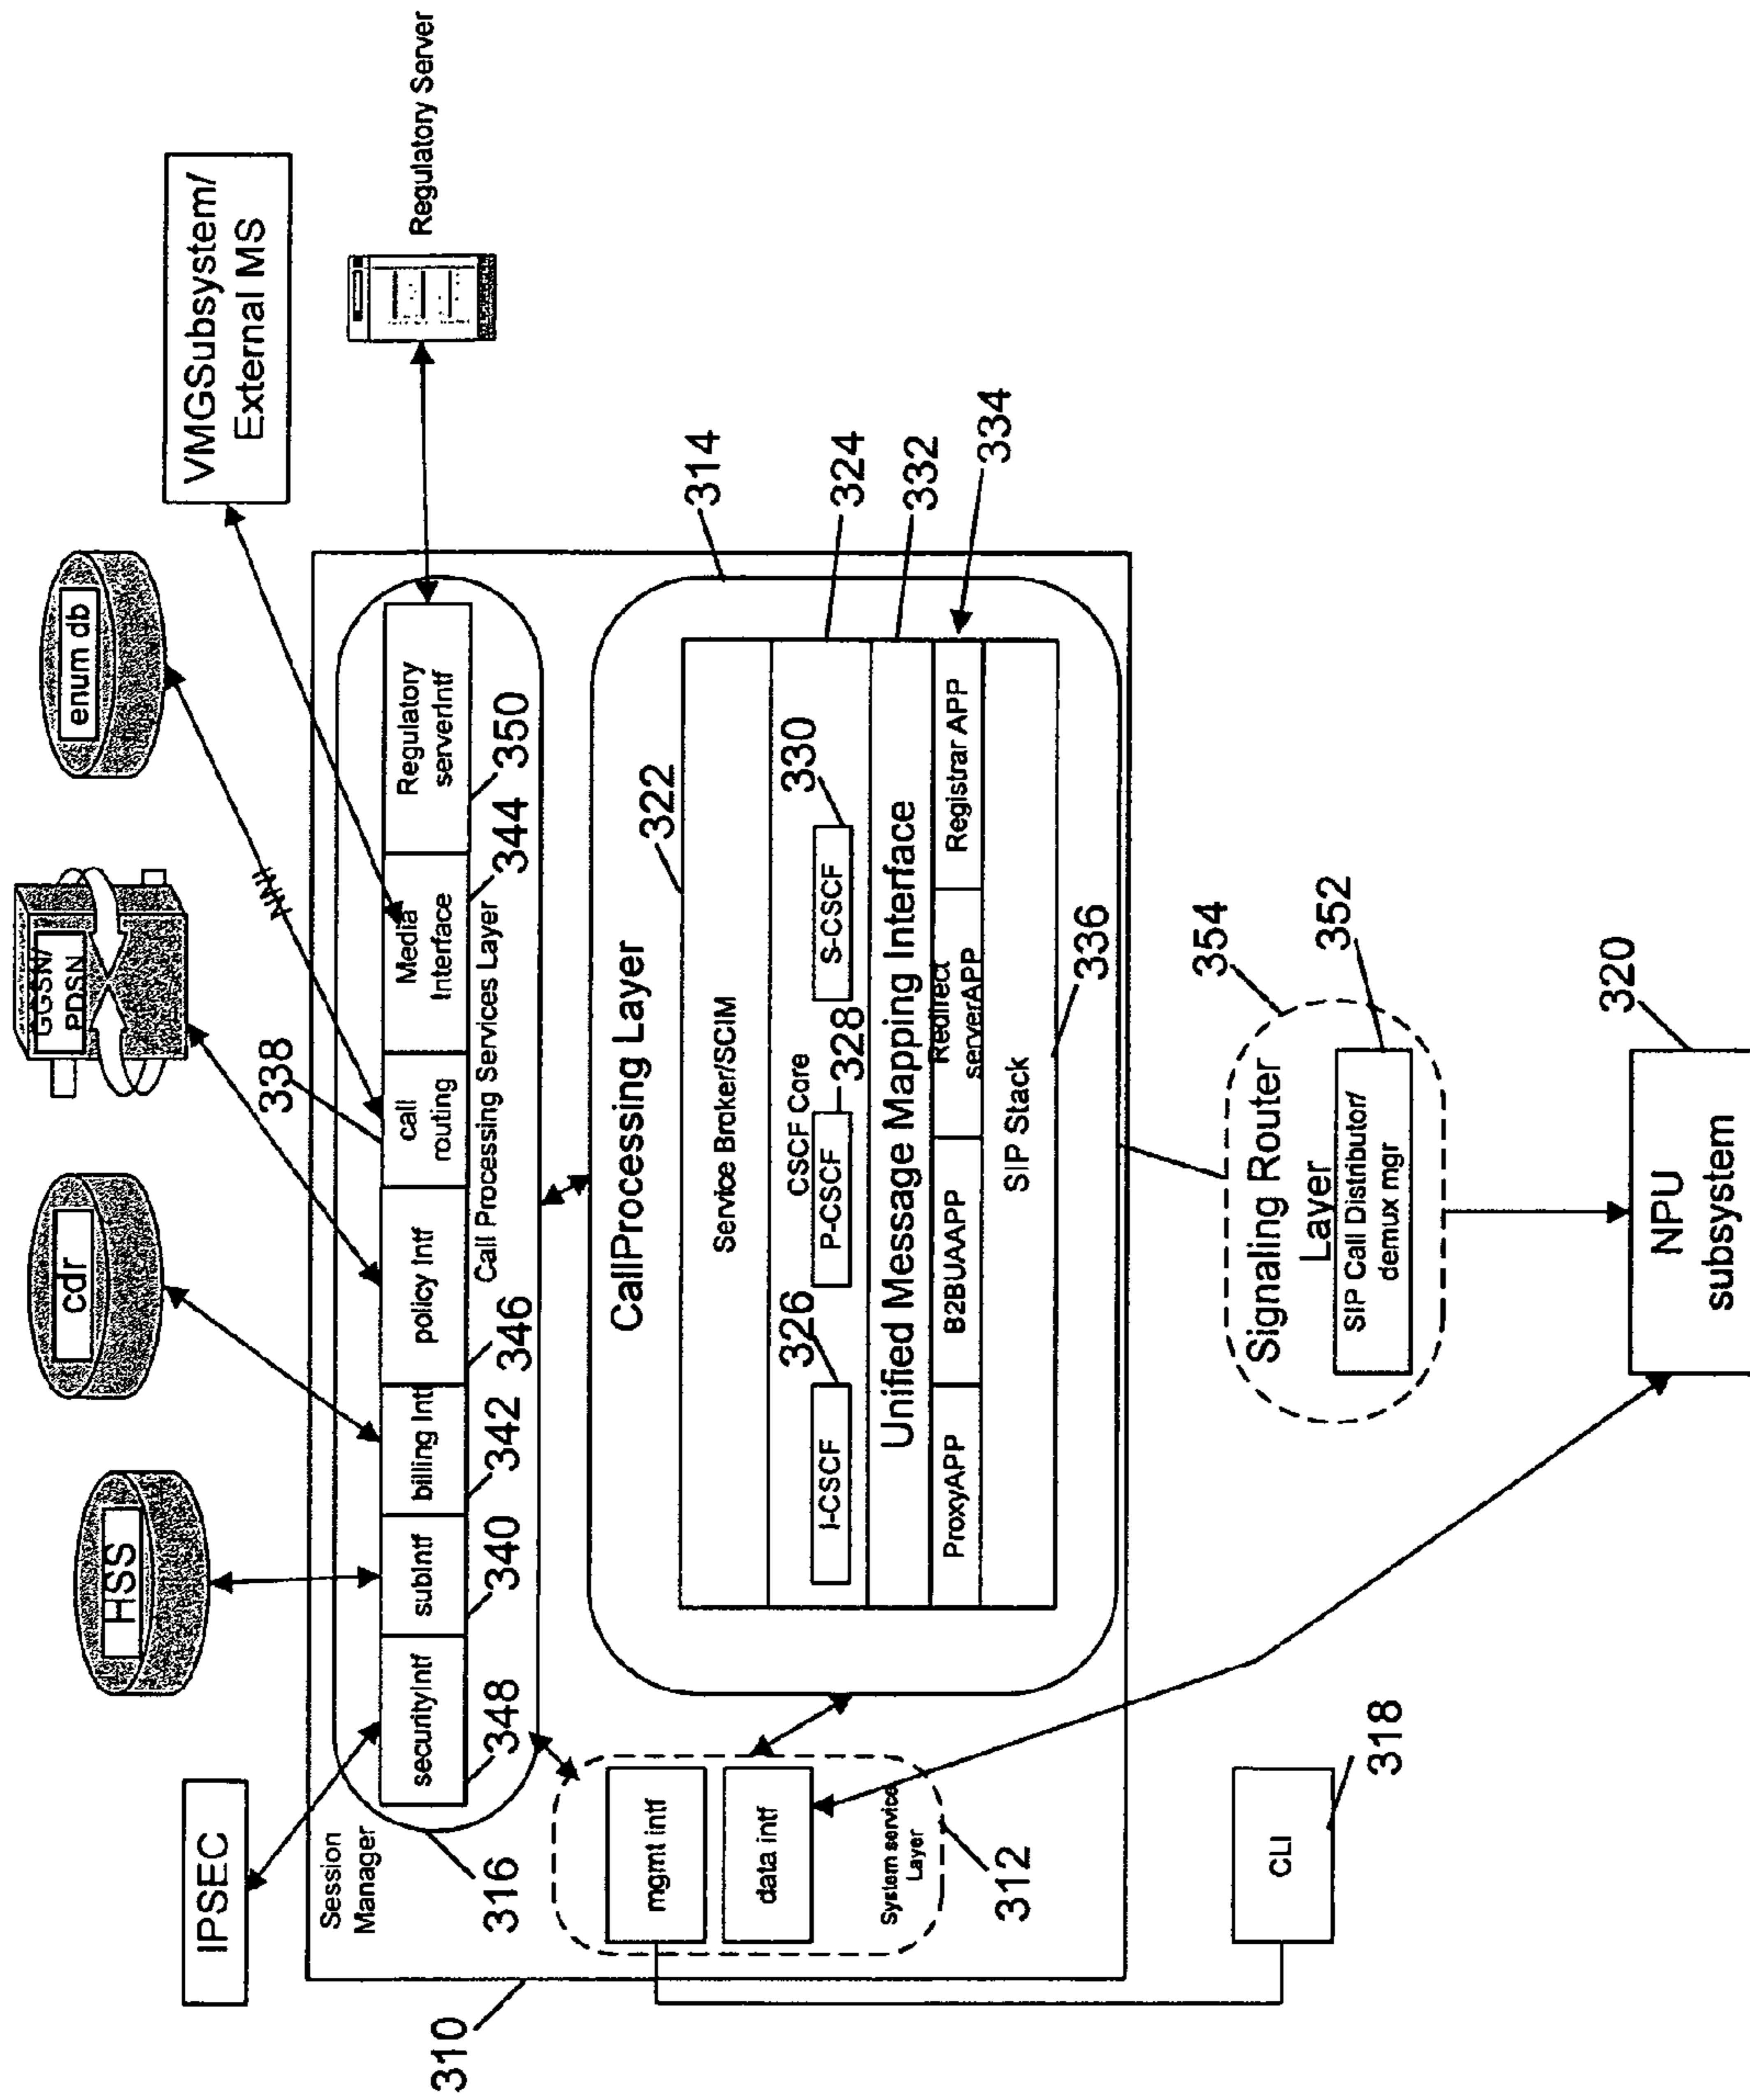 IPSEC
HSS
cdr
GGSN/
PDSN
enum db
VMGSubsystem/
External MS
Regulatory Server
310
Session
Manager
316
securityIntf
348
subIntf
340
billing Intf
342
policy Intf
346
338
call
routing
Media
Interface
344
Regulatory
serverIntf
350
Call Processing Services Layer
mgmt intf
data intf
System service
Layer
312
CallProcessing Layer
314
322
Service Broker/SCIM
324
CSCF Core
326
I-CSCF
P-CSCF
328
S-CSCF
330
Unified Message Mapping Interface
332
ProxyAPP
B2BUAAPP
Redirect
serverAPP
Registrar APP
334
SIP Stack
336
CLI
318
354
Signaling Router
Layer
352
SIP Call Distributor/
demux mgr
320
NPU
subsystem